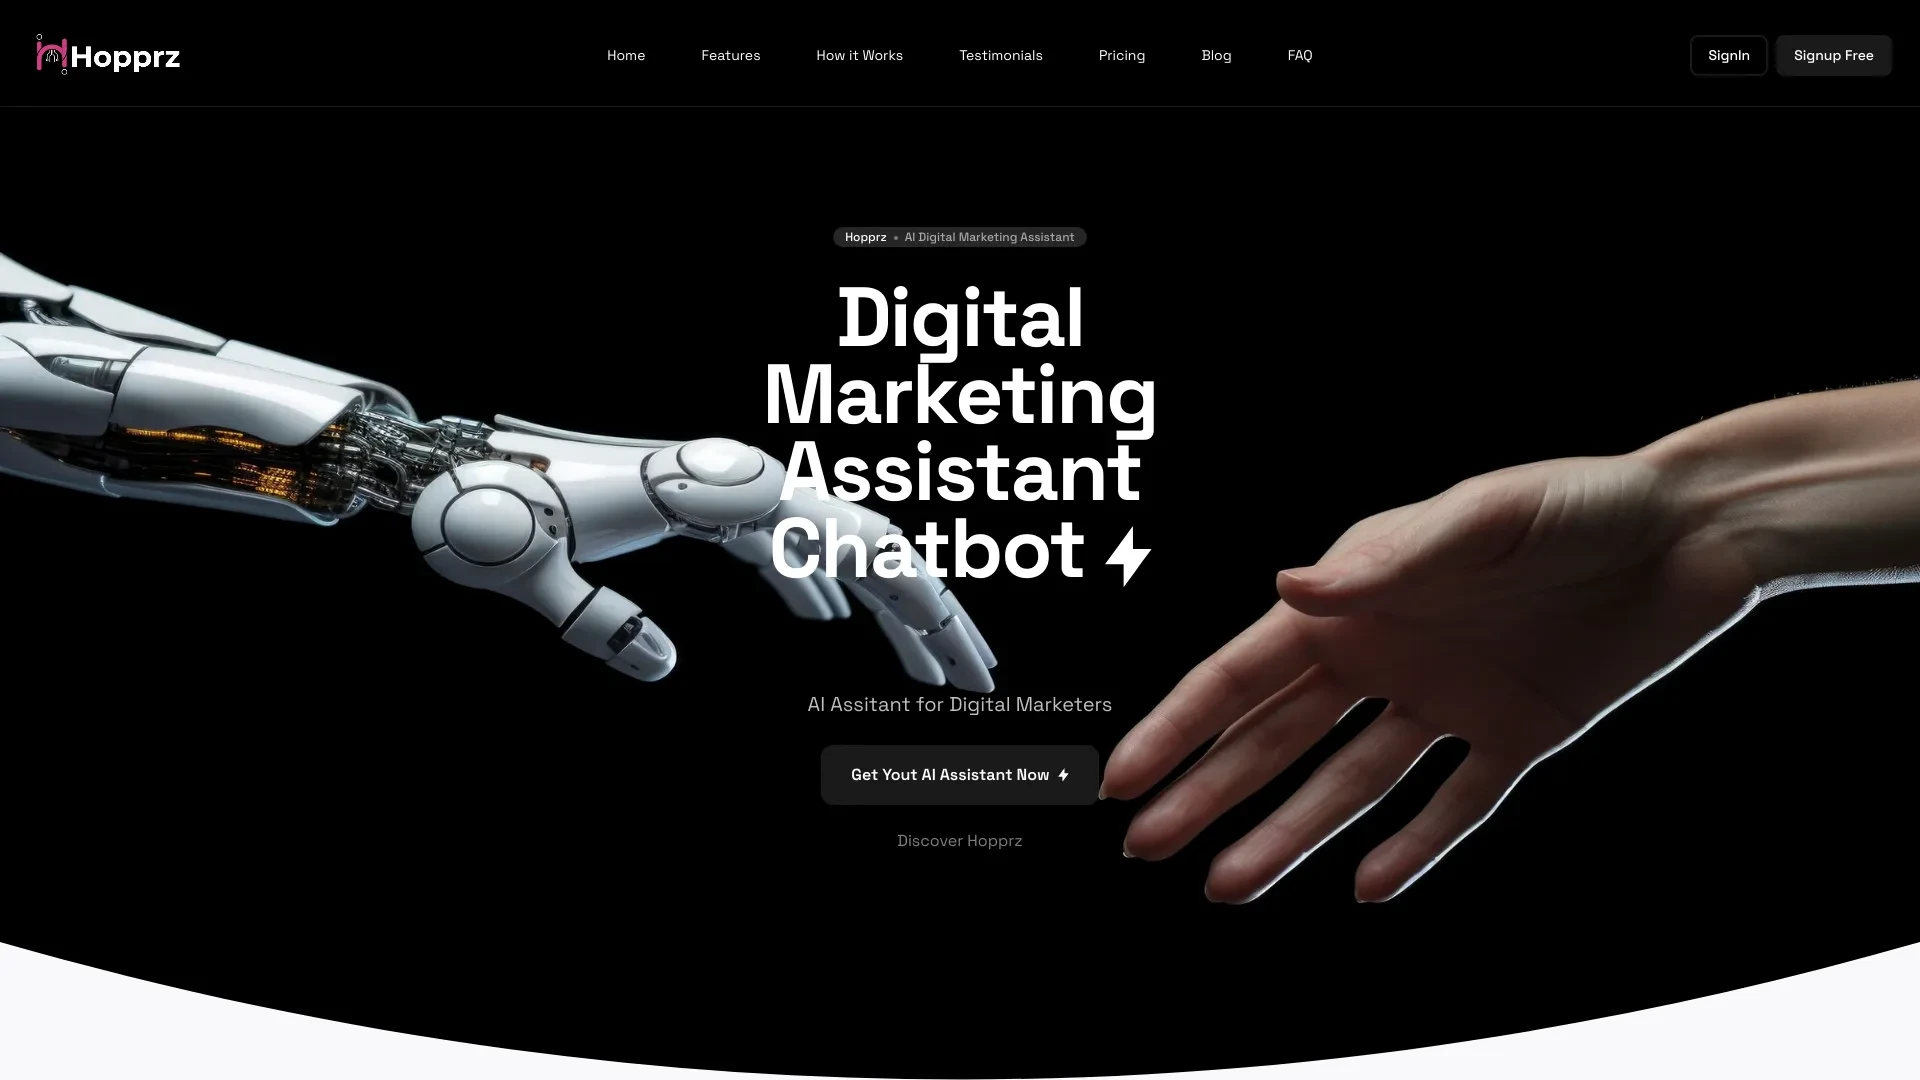 Hopprz
Home
Features
How it Works
Testimonials
Pricing
Blog
FAQ
SignIn
Signup Free
Hopprz • AI Digital Marketing Assistant
Digital
Marketing
Assistant
Chatbot
AI Assitant for Digital Marketers
Get Yout AI Assistant Now
Discover Hopprz